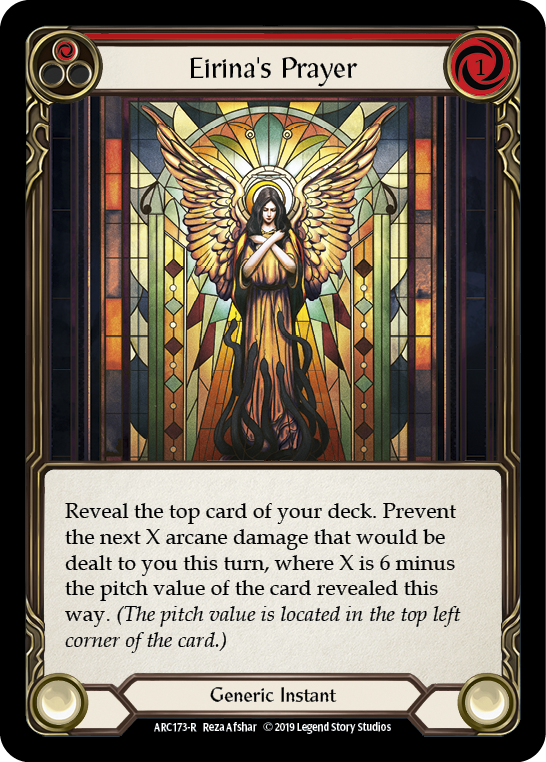 Eirina's Prayer
1
Reveal the top card of your deck. Prevent
the next X arcane damage that would be
dealt to you this turn, where X is 6 minus
the pitch value of the card revealed this
way. (The pitch value is located in the top left
corner of the card.)
Generic Instant
ARC173-R Reza Afshar © 2019 Legend Story Studios